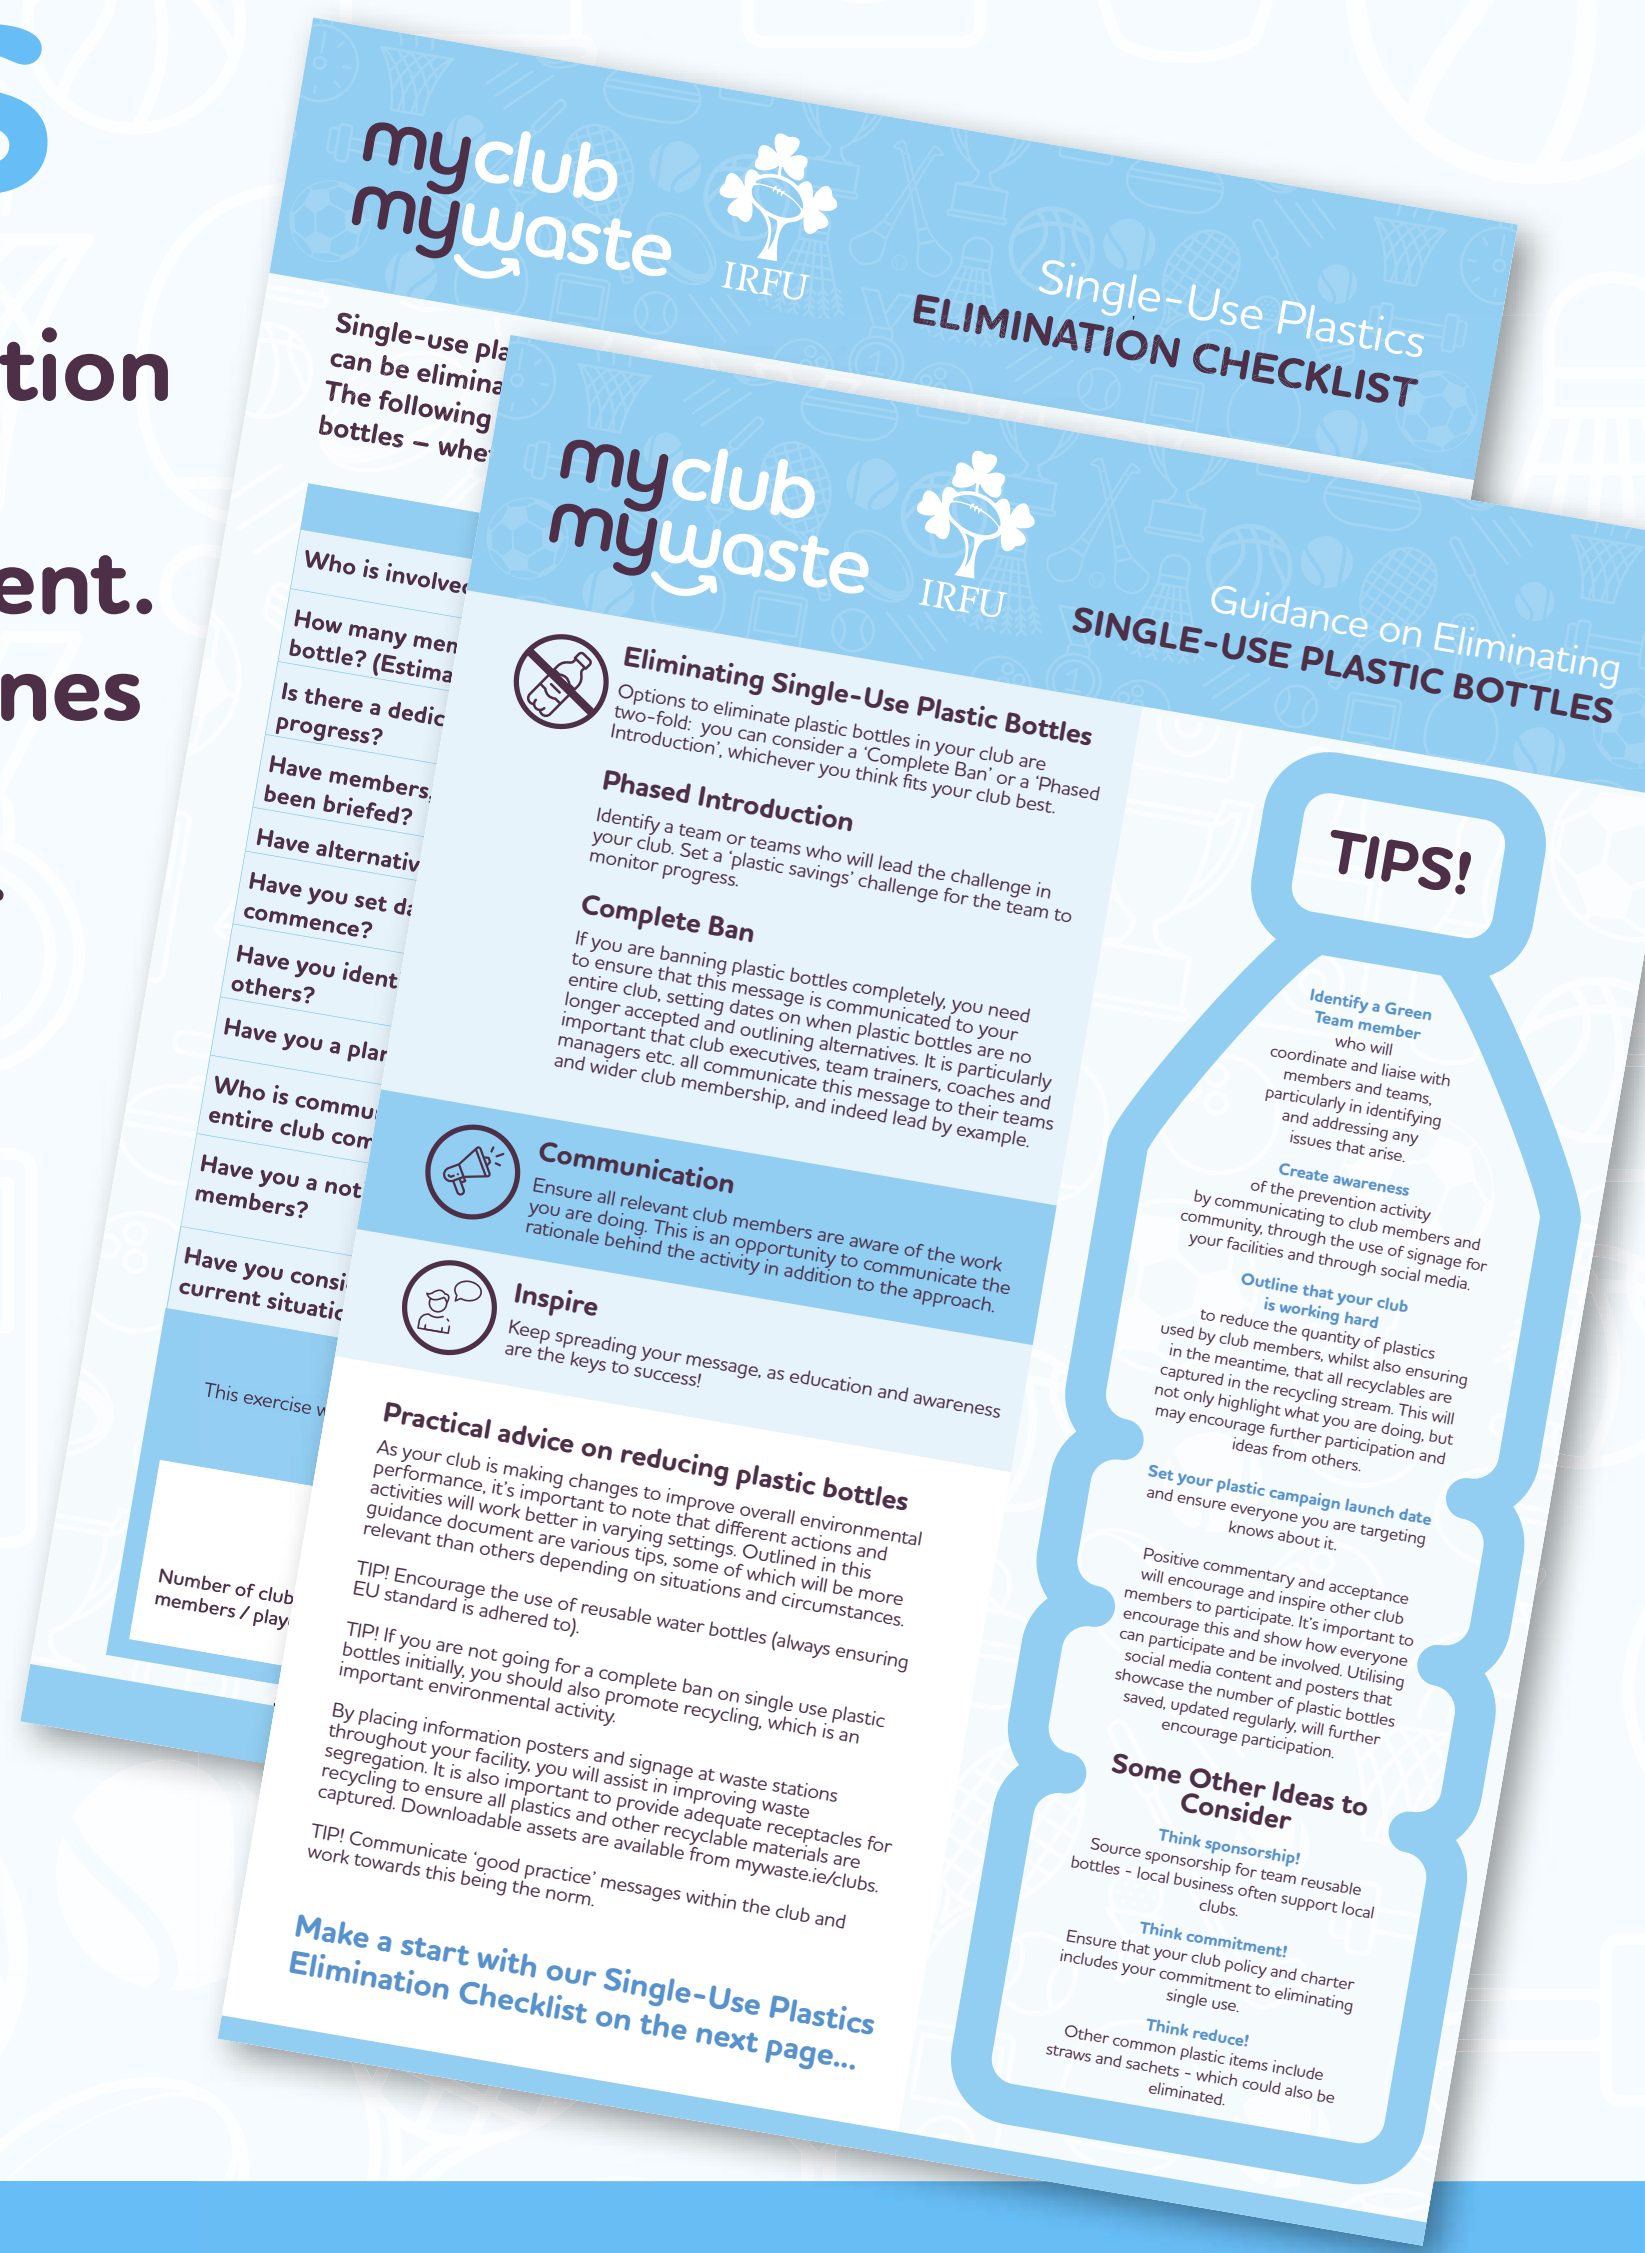 S
tion
ent.
nes
.
myclub
mywaste
IRFU
Single-Use Plastics
ELIMINATION CHECKLIST
Single-use pla
can be elimina
The following
bottles – whe
Who is involved
How many mem
bottle? (Estima
Is there a dedic
progress?
Have members,
been briefed?
Have alternativ
Have you set da
commence?
Have you ident
others?
Have you a plan
Who is commu
entire club com
Have you a not
members?
Have you consi
current situatio
This exercise w
Number of club
members / playe
myclub
mywaste
IRFU
Guidance on Eliminating
SINGLE-USE PLASTIC BOTTLES
Eliminating Single-Use Plastic Bottles
Options to eliminate plastic bottles in your club are
two-fold: you can consider a ‘Complete Ban’ or a ‘Phased
Introduction’, whichever you think fits your club best.
Phased Introduction
Identify a team or teams who will lead the challenge in
your club. Set a ‘plastic savings’ challenge for the team to
monitor progress.
Complete Ban
If you are banning plastic bottles completely, you need
to ensure that this message is communicated to your
entire club, setting dates on when plastic bottles are no
longer accepted and outlining alternatives. It is particularly
important that club executives, team trainers, coaches and
managers etc. all communicate this message to their teams
and wider club membership, and indeed lead by example.
Communication
Ensure all relevant club members are aware of the work
you are doing. This is an opportunity to communicate the
rationale behind the activity in addition to the approach.
Inspire
Keep spreading your message, as education and awareness
are the keys to success!
Practical advice on reducing plastic bottles
As your club is making changes to improve overall environmental
performance, it’s important to note that different actions and
activities will work better in varying settings. Outlined in this
guidance document are various tips, some of which will be more
relevant than others depending on situations and circumstances.
TIP! Encourage the use of reusable water bottles (always ensuring
EU standard is adhered to).
TIP! If you are not going for a complete ban on single use plastic
bottles initially, you should also promote recycling, which is an
important environmental activity.
By placing information posters and signage at waste stations
throughout your facility, you will assist in improving waste
segregation. It is also important to provide adequate receptacles for
recycling to ensure all plastics and other recyclable materials are
captured. Downloadable assets are available from mywaste.ie/clubs.
TIP! Communicate ‘good practice’ messages within the club and
work towards this being the norm.
Make a start with our Single-Use Plastics
Elimination Checklist on the next page...
TIPS!
Identify a Green
Team member
who will
coordinate and liaise with
members and teams,
particularly in identifying
and addressing any
issues that arise.
Create awareness
of the prevention activity
by communicating to club members and
community, through the use of signage for
your facilities and through social media.
Outline that your club
is working hard
to reduce the quantity of plastics
used by club members, whilst also ensuring
in the meantime, that all recyclables are
captured in the recycling stream. This will
not only highlight what you are doing, but
may encourage further participation and
ideas from others.
Set your plastic campaign launch date
and ensure everyone you are targeting
knows about it.
Positive commentary and acceptance
will encourage and inspire other club
members to participate. It’s important to
encourage this and show how everyone
can participate and be involved. Utilising
social media content and posters that
showcase the number of plastic bottles
saved, updated regularly, will further
encourage participation.
Some Other Ideas to
Consider
Think sponsorship!
Source sponsorship for team reusable
bottles - local business often support local
clubs.
Think commitment!
Ensure that your club policy and charter
includes your commitment to eliminating
single use.
Think reduce!
Other common plastic items include
straws and sachets - which could also be
eliminated.